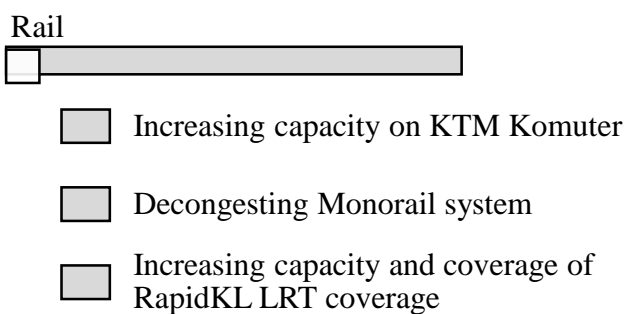 Rail
Increasing capacity on KTM Komuter
Decongesting Monorail system
Increasing capacity and coverage of
RapidKL LRT coverage